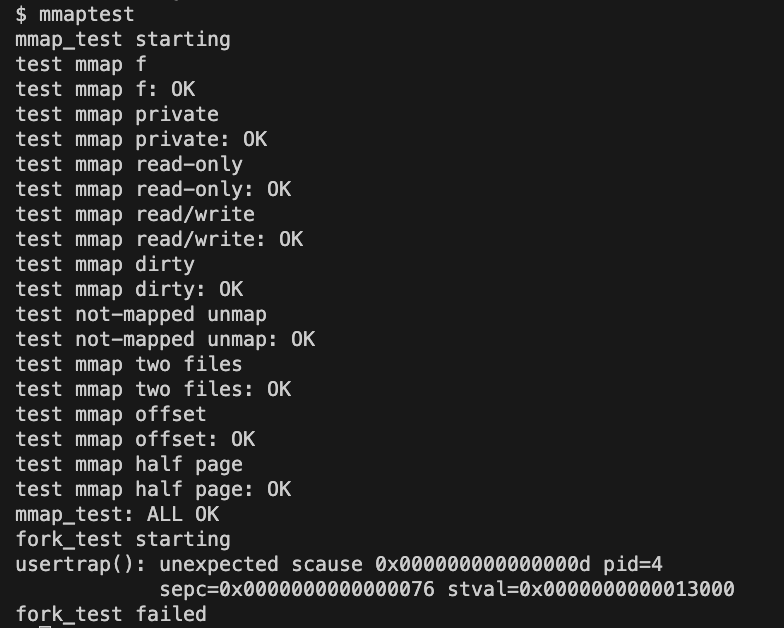 $ mmaptest
mmap_test starting
test mmap f
test mmap f: OK
test mmap private
test mmap private: OK
test mmap read-only
test mmap read-only: OK
test mmap read/write
test mmap read/write: OK
test mmap dirty
test mmap dirty: OK
test not-mapped unmap
test not-mapped unmap: OK
test mmap two files
test mmap two files: OK
test mmap offset
test mmap offset: OK
test mmap half page
test mmap half page: OK
mmap_test: ALL OK
fork_test starting
usertrap(): unexpected scause 0x000000000000000d pid=4
            sepc=0x0000000000000076 stval=0x0000000000013000
fork_test failed